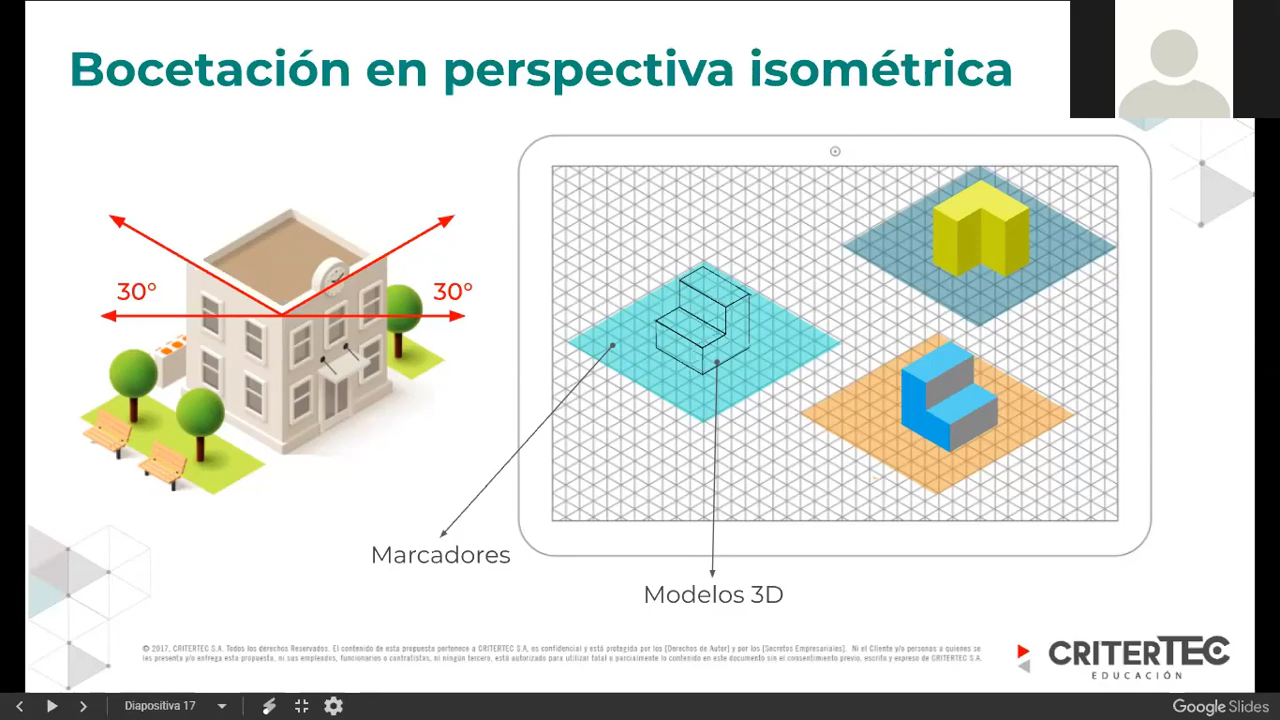 Bocetación en perspectiva isométrica
30°
30°
Marcadores
Modelos 3D
© 2017, CRITERTEC S.A. Todos los derechos Reservados. El contenido de esta propuesta pertenece a CRITERTEC S,A, es confidencial y está protegida por los [Derechos de Autor] y por los [Secretos Empresariales]. Ni el Cliente y/o personas a quienes se
les presenta y/o entrega esta propuesta, ni sus empleados, funcionarios o contratistas, ni ningún tercero, está autorizado para utilizar total o parcialmente lo contenido en este documento sin el consentimiento previo, escrito y expreso de CRITERTEC S.A.
CRITERTEC
EDUCACIÓN
Diapositiva 17
Google Slides